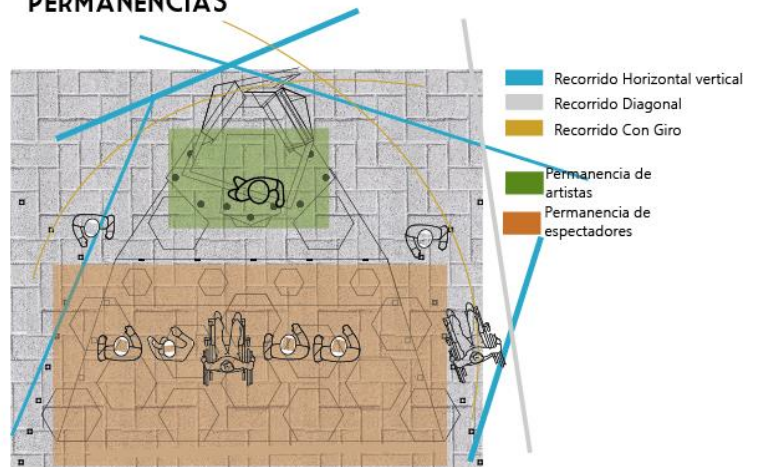 PERMANENCIAS
Recorrido Horizontal vertical
Recorrido Diagonal
Recorrido Con Giro
Permanencia de
artistas
Permanencia de
espectadores